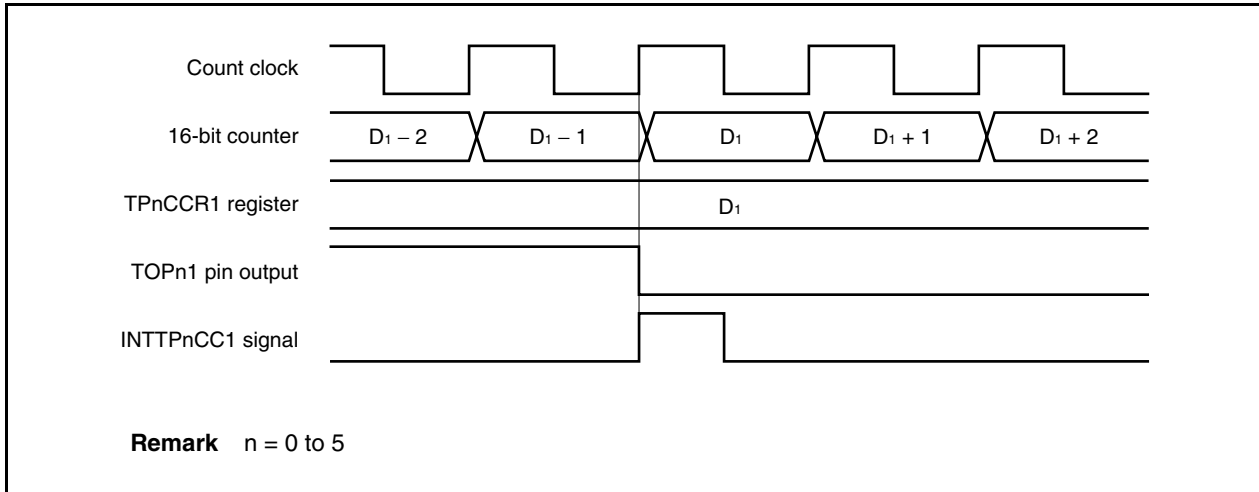 Count clock
16-bit counter D₁ − 2 D₁ − 1 D₁ D₁ + 1 D₁ + 2
TPnCCR1 register D₁
TOPn1 pin output
INTTPnCC1 signal
Remark n = 0 to 5